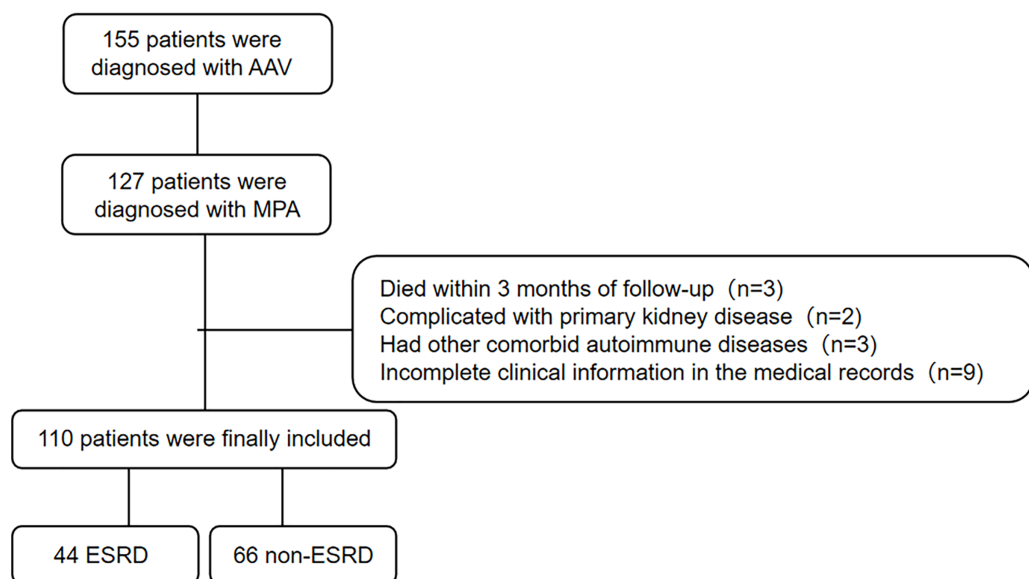 155 patients were
diagnosed with AAV
127 patients were
diagnosed with MPA
Died within 3 months of follow-up（n=3)
Complicated with primary kidney disease（n=2)
Had other comorbid autoimmune diseases（n=3)
Incomplete clinical information in the medical records（n=9)
110 patients were finally included
44 ESRD
66 non-ESRD